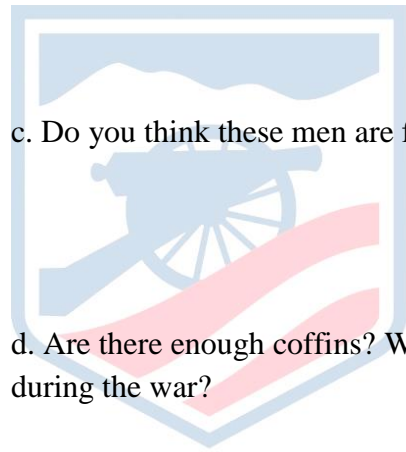 c. Do you think these men are
d. Are there enough coffins?
during the war?